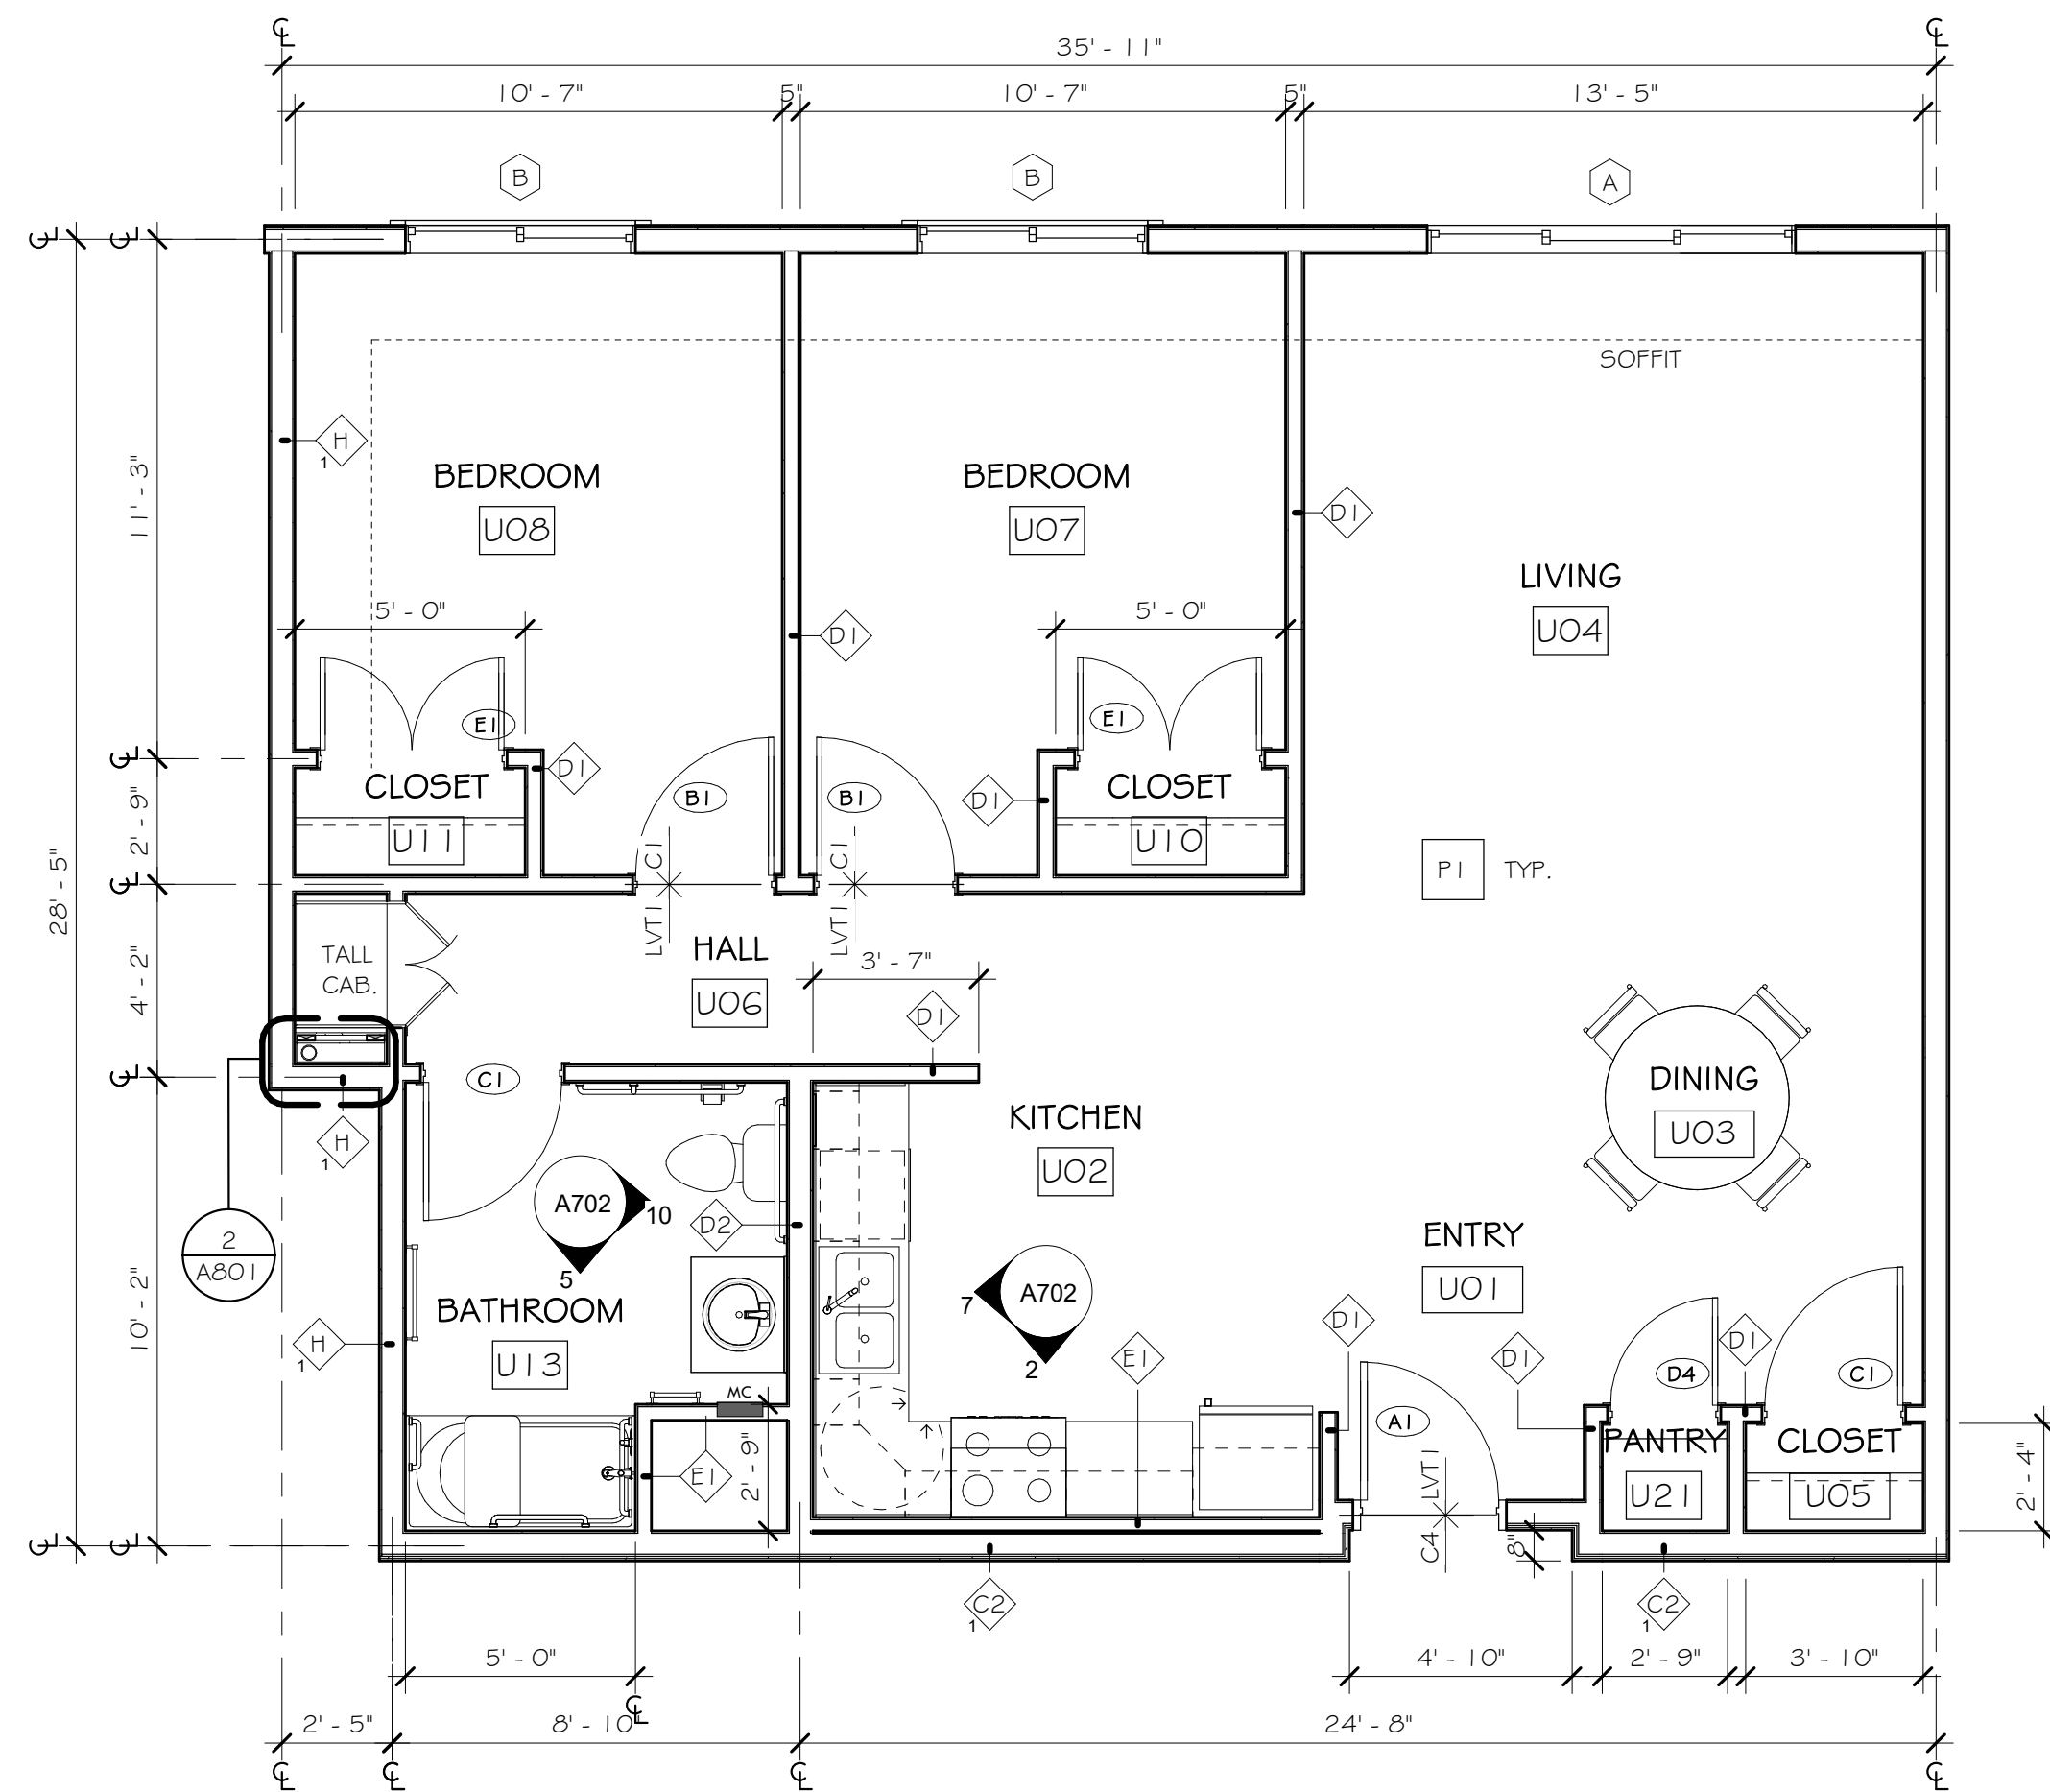 ℄ ℄
35' - 11"
10' - 7" 5" 10' - 7" 5" 13' - 5"
B B A
℄ ℄
SOFFIT
H
1
11' - 3"
BEDROOM BEDROOM
U08 U07
D1
LIVING
U04
5' - 0" 5' - 0"
D1
E1 E1
℄
D1
CLOSET CLOSET
B1 B1
D1
2' - 9"
U11 U10
C1 C1
P1 TYP.
28' - 5"
℄
LVT1 LVT1
HALL
TALL
CAB.
3' - 7"
4' - 2"
U06
D1
℄
C1
DINING
U03
KITCHEN
U02
H
1
A702
10
5
D2
2
A801
ENTRY
U01
A702
7
2
10' - 2"
BATHROOM
U13
H
1
D1
D1
D1
E1
MC
D4 C1
A1
PANTRY CLOSET
U21 U05
LVT1
2' - 9"
E1
2' - 4"
℄ ℄
C4
8"
C2
1
C2
1
5' - 0" 4' - 10" 2' - 9" 3' - 10"
℄
2' - 5" 8' - 10" 24' - 8"
℄ ℄ ℄ ℄